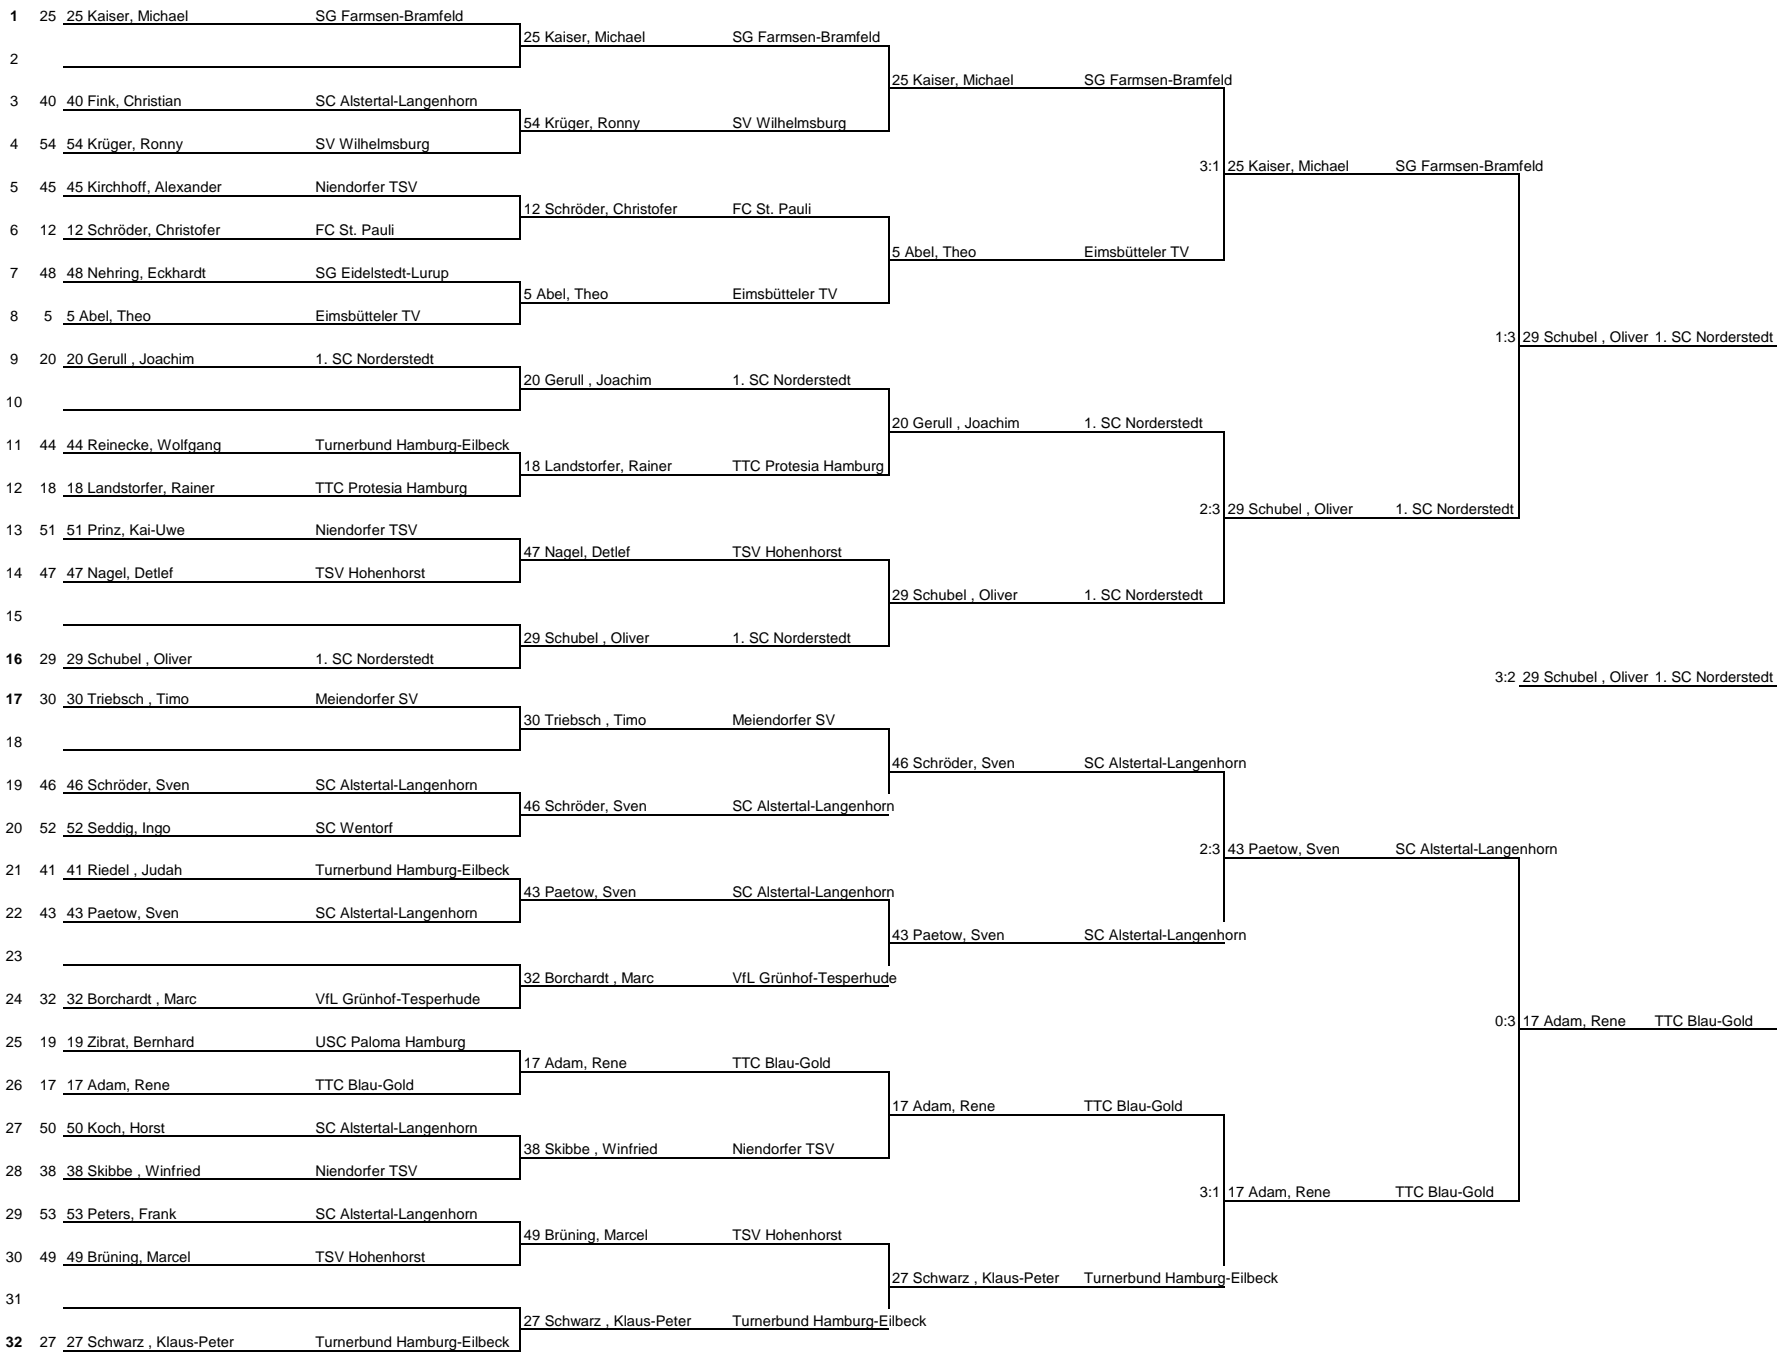 1 25 25 Kaiser, Michael SG Farmsen-Bramfeld
25 Kaiser, Michael SG Farmsen-Bramfeld
2
25 Kaiser, Michael SG Farmsen-Bramfeld
3 40 40 Fink, Christian SC Alstertal-Langenhorn
54 Krüger, Ronny SV Wilhelmsburg
4 54 54 Krüger, Ronny SV Wilhelmsburg
3:1 25 Kaiser, Michael SG Farmsen-Bramfeld
5 45 45 Kirchhoff, Alexander Niendorfer TSV
12 Schröder, Christofer FC St. Pauli
6 12 12 Schröder, Christofer FC St. Pauli
5 Abel, Theo Eimsbütteler TV
7 48 48 Nehring, Eckhardt SG Eidelstedt-Lurup
5 Abel, Theo Eimsbütteler TV
8 5 5 Abel, Theo Eimsbütteler TV
1:3 29 Schubel , Oliver 1. SC Norderstedt
9 20 20 Gerull , Joachim 1. SC Norderstedt
20 Gerull , Joachim 1. SC Norderstedt
10
20 Gerull , Joachim 1. SC Norderstedt
11 44 44 Reinecke, Wolfgang Turnerbund Hamburg-Eilbeck
18 Landstorfer, Rainer TTC Protesia Hamburg
12 18 18 Landstorfer, Rainer TTC Protesia Hamburg
2:3 29 Schubel , Oliver 1. SC Norderstedt
13 51 51 Prinz, Kai-Uwe Niendorfer TSV
47 Nagel, Detlef TSV Hohenhorst
14 47 47 Nagel, Detlef TSV Hohenhorst
29 Schubel , Oliver 1. SC Norderstedt
15
29 Schubel , Oliver 1. SC Norderstedt
16 29 29 Schubel , Oliver 1. SC Norderstedt
3:2 29 Schubel , Oliver 1. SC Norderstedt
17 30 30 Triebsch , Timo Meiendorfer SV
30 Triebsch , Timo Meiendorfer SV
18
46 Schröder, Sven SC Alstertal-Langenhorn
19 46 46 Schröder, Sven SC Alstertal-Langenhorn
46 Schröder, Sven SC Alstertal-Langenhorn
20 52 52 Seddig, Ingo SC Wentorf
2:3 43 Paetow, Sven SC Alstertal-Langenhorn
21 41 41 Riedel , Judah Turnerbund Hamburg-Eilbeck
43 Paetow, Sven SC Alstertal-Langenhorn
22 43 43 Paetow, Sven SC Alstertal-Langenhorn
43 Paetow, Sven SC Alstertal-Langenhorn
23
32 Borchardt , Marc VfL Grünhof-Tesperhude
24 32 32 Borchardt , Marc VfL Grünhof-Tesperhude
0:3 17 Adam, Rene TTC Blau-Gold
25 19 19 Zibrat, Bernhard USC Paloma Hamburg
17 Adam, Rene TTC Blau-Gold
26 17 17 Adam, Rene TTC Blau-Gold
17 Adam, Rene TTC Blau-Gold
27 50 50 Koch, Horst SC Alstertal-Langenhorn
38 Skibbe , Winfried Niendorfer TSV
28 38 38 Skibbe , Winfried Niendorfer TSV
3:1 17 Adam, Rene TTC Blau-Gold
29 53 53 Peters, Frank SC Alstertal-Langenhorn
49 Brüning, Marcel TSV Hohenhorst
30 49 49 Brüning, Marcel TSV Hohenhorst
27 Schwarz , Klaus-Peter Turnerbund Hamburg-Eilbeck
31
27 Schwarz , Klaus-Peter Turnerbund Hamburg-Eilbeck
32 27 27 Schwarz , Klaus-Peter Turnerbund Hamburg-Eilbeck